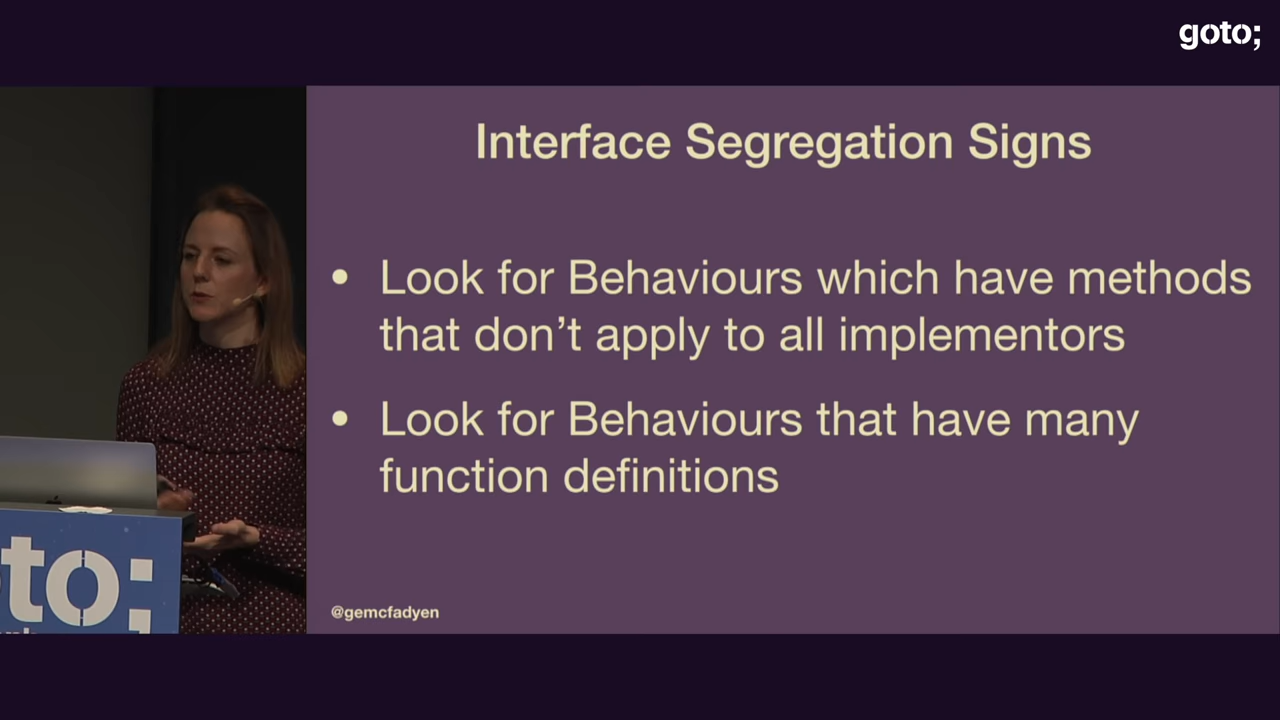 goto;
Interface Segregation Signs
• Look for Behaviours which have methods
that don’t apply to all implementors
• Look for Behaviours that have many
function definitions
@gemcfadyen
to;